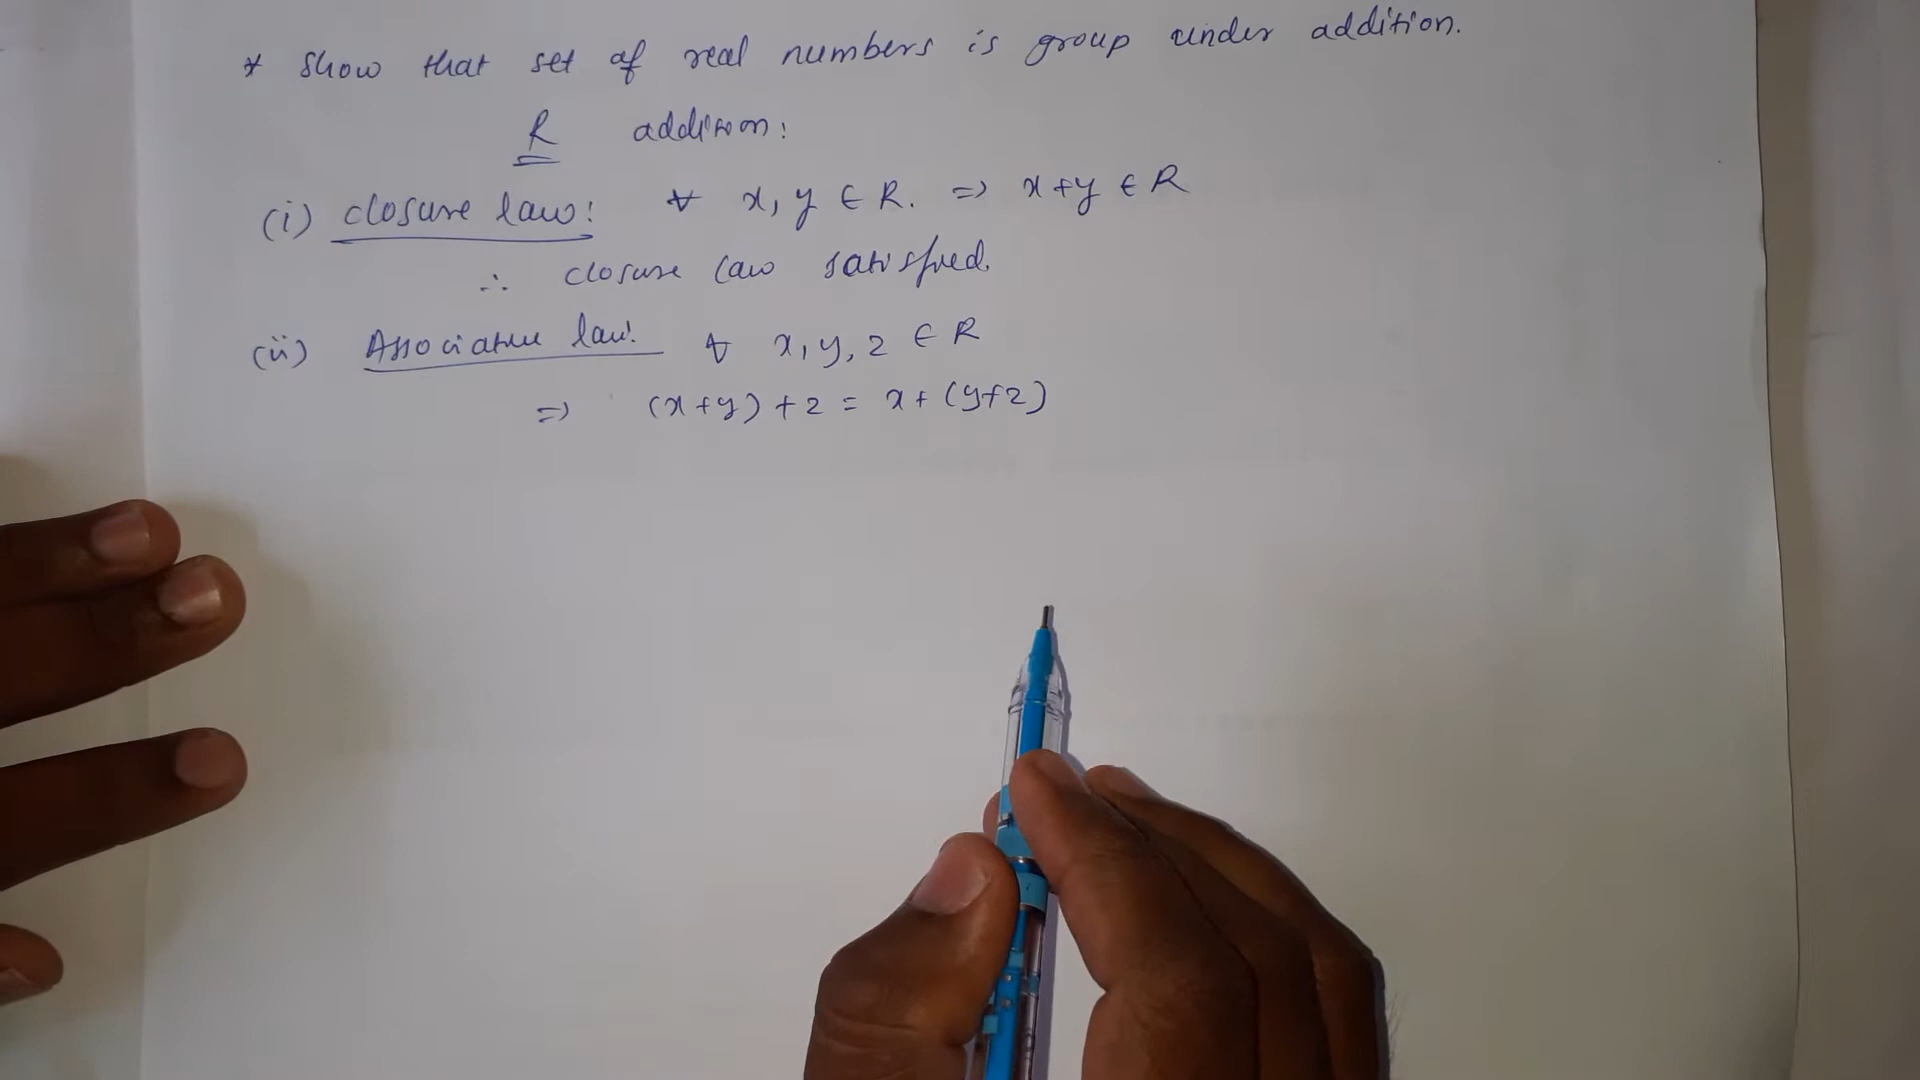 * Show that set of real numbers is group under addition.
R addition:
(i) closure law: ∀ x, y ∈ R. => x+y ∈ R
∴ closure law satisfied.
(ii) Associative law: ∀ x, y, z ∈ R
=> (x+y)+z = x+(y+z)